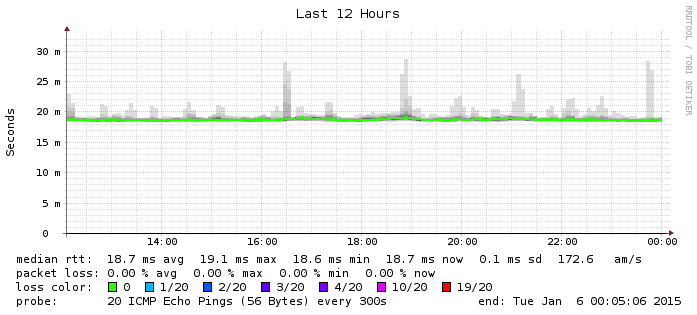 Last 12 Hours
RRDTOOL / TOBI OETIKER
Seconds
30 m
25 m
20 m
15 m
10 m
5 m
0
14:00 16:00 18:00 20:00 22:00 00:00
median rtt: 18.7 ms avg 19.1 ms max 18.6 ms min 18.7 ms now 0.1 ms sd 172.6 am/s
packet loss: 0.00 % avg 0.00 % max 0.00 % min 0.00 % now
loss color: 0 1/20 2/20 3/20 4/20 10/20 19/20
probe: 20 ICMP Echo Pings (56 Bytes) every 300s end: Tue Jan 6 00:05:06 2015